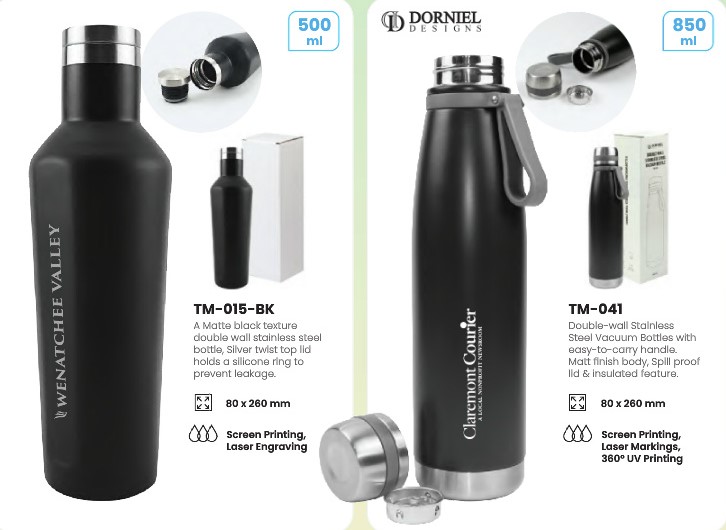 500
ml
WENATCHEE VALLEY
TM-015-BK
A Matte black texture
double wall stainless steel
bottle, Silver twist top lid
holds a silicone ring to
prevent leakage.
80 x 260 mm
Screen Printing,
Laser Engraving
DORNIEL
DESIGNS
850
ml
Claremont Courier
A LOCAL NONPROFIT NEWSROOM
TM-041
Double-wall Stainless
Steel Vacuum Bottles with
easy-to-carry handle.
Matt finish body, Spill proof
lid & insulated feature.
80 x 260 mm
Screen Printing,
Laser Markings,
360° UV Printing